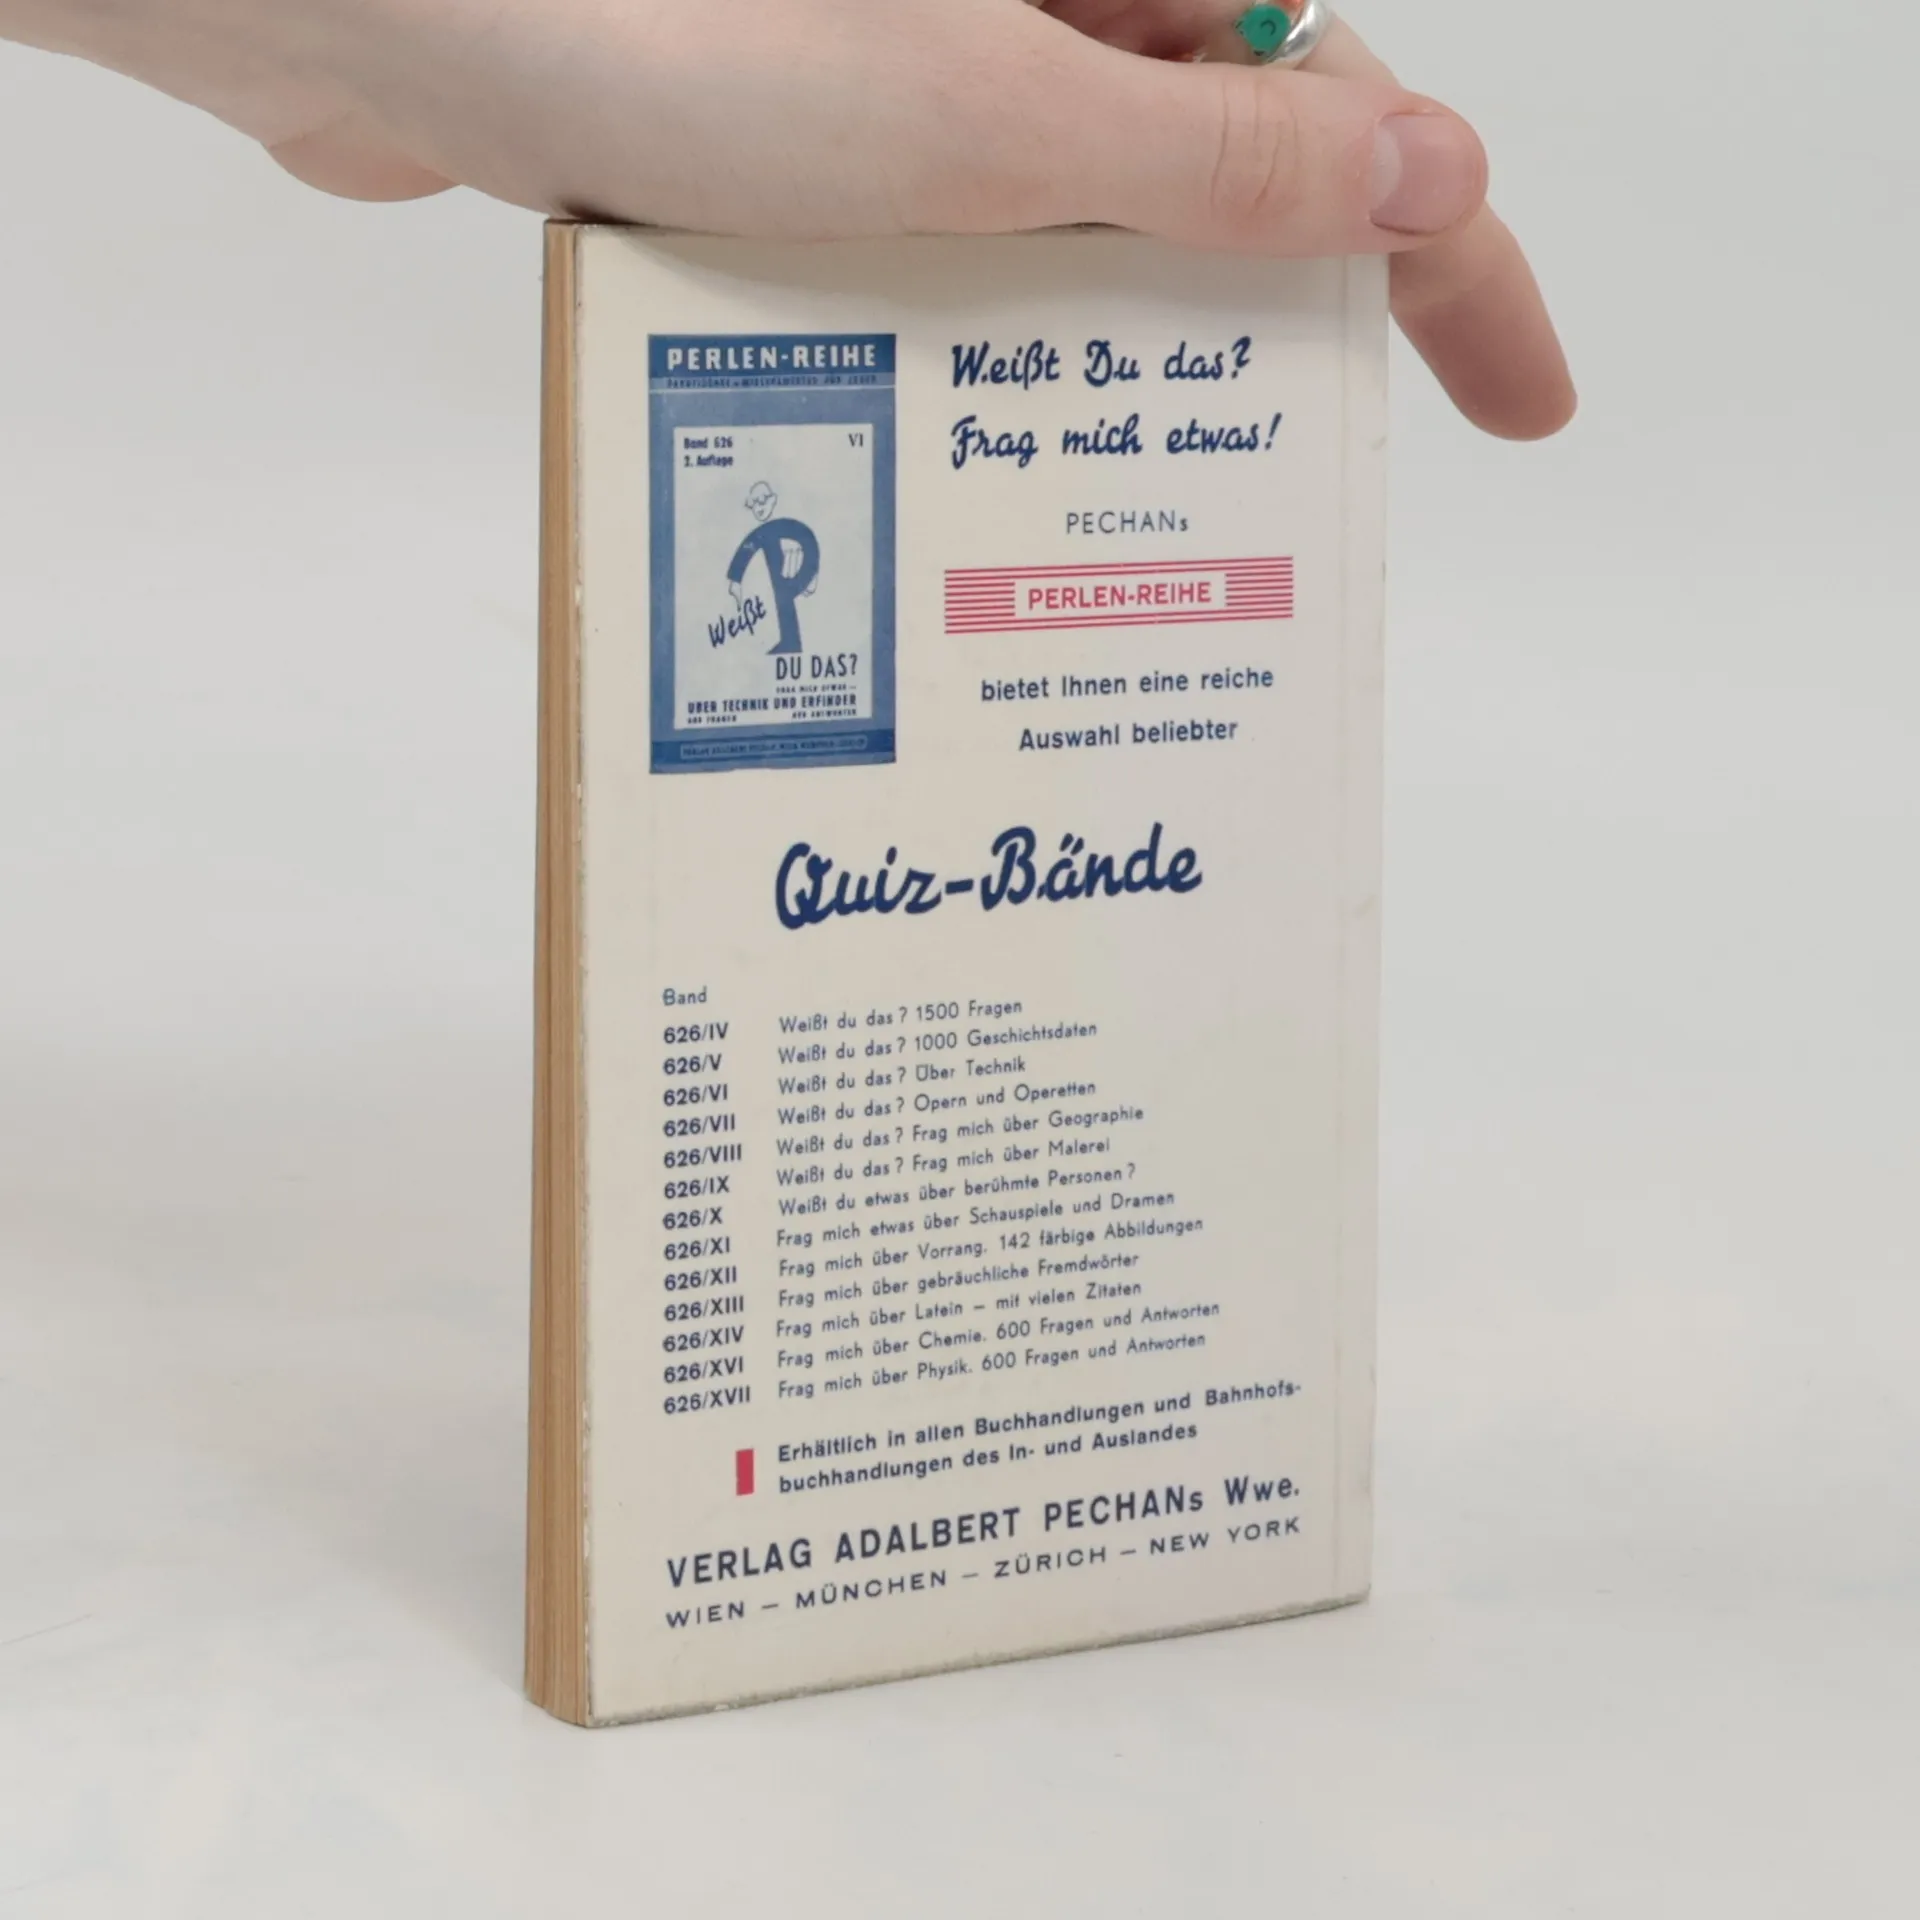 PERLEN-REIHE
Band 626 VI
2. Auflage
Weißt
DU DAS?
FRAG MICH ETWAS —
ÜBER TECHNIK UND ERFINDER
600 FRAGEN 600 ANTWORTEN
Weißt Du das?
Frag mich etwas!
PECHANs
PERLEN-REIHE
bietet Ihnen eine reiche
Auswahl beliebter
Quiz-Bände
Band
626/IV Weißt du das? 1500 Fragen
626/V Weißt du das? 1000 Geschichtsdaten
626/VI Weißt du das? Über Technik
626/VII Weißt du das? Opern und Operetten
626/VIII Weißt du das? Frag mich über Geographie
626/IX Weißt du das? Frag mich über Malerei
626/X Weißt du etwas über berühmte Personen?
626/XI Frag mich etwas über Schauspiele und Dramen
626/XII Frag mich über Vorrang. 142 färbige Abbildungen
626/XIII Frag mich über gebräuchliche Fremdwörter
626/XIV Frag mich über Latein – mit vielen Zitaten
626/XVI Frag mich über Chemie. 600 Fragen und Antworten
626/XVII Frag mich über Physik. 600 Fragen und Antworten
Erhältlich in allen Buchhandlungen und Bahnhofs-
buchhandlungen des In- und Auslandes
VERLAG ADALBERT PECHANs Wwe.
WIEN – MÜNCHEN – ZÜRICH – NEW YORK